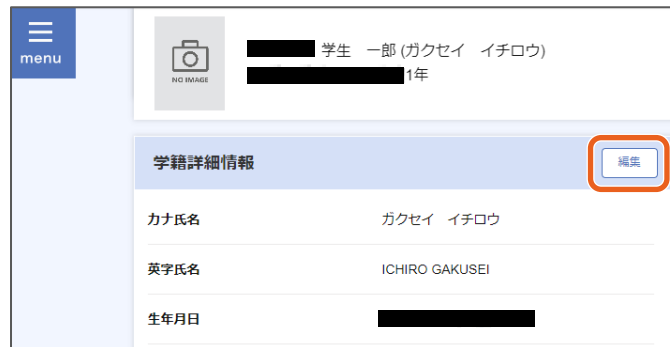 menu
NO IMAGE
学生　一郎 (ガクセイ　イチロウ)
1年
学籍詳細情報
編集
カナ氏名 ガクセイ　イチロウ
英字氏名 ICHIRO GAKUSEI
生年月日